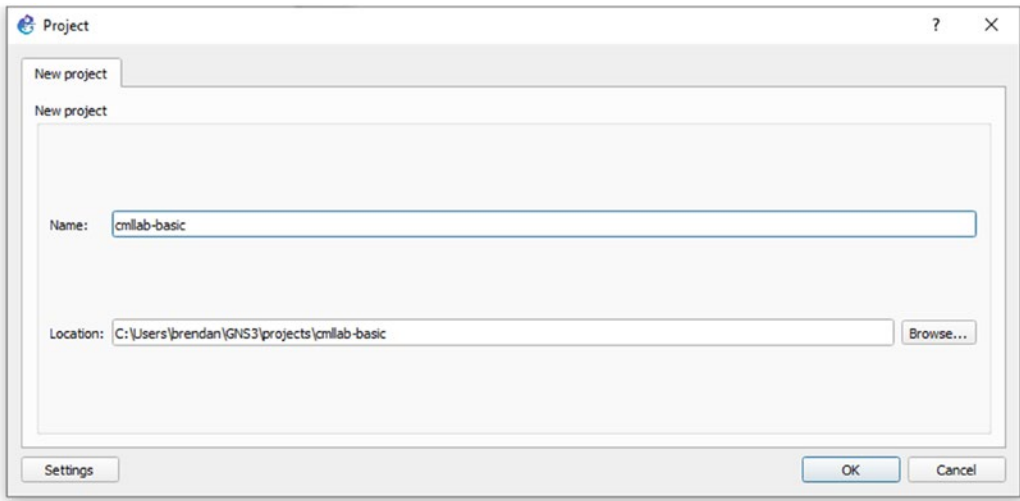 Project
?
New project
New project
Name: cmllab-basic
Location: C:\Users\brendan\GNS3\projects\cmllab-basic Browse...
Settings OK Cancel